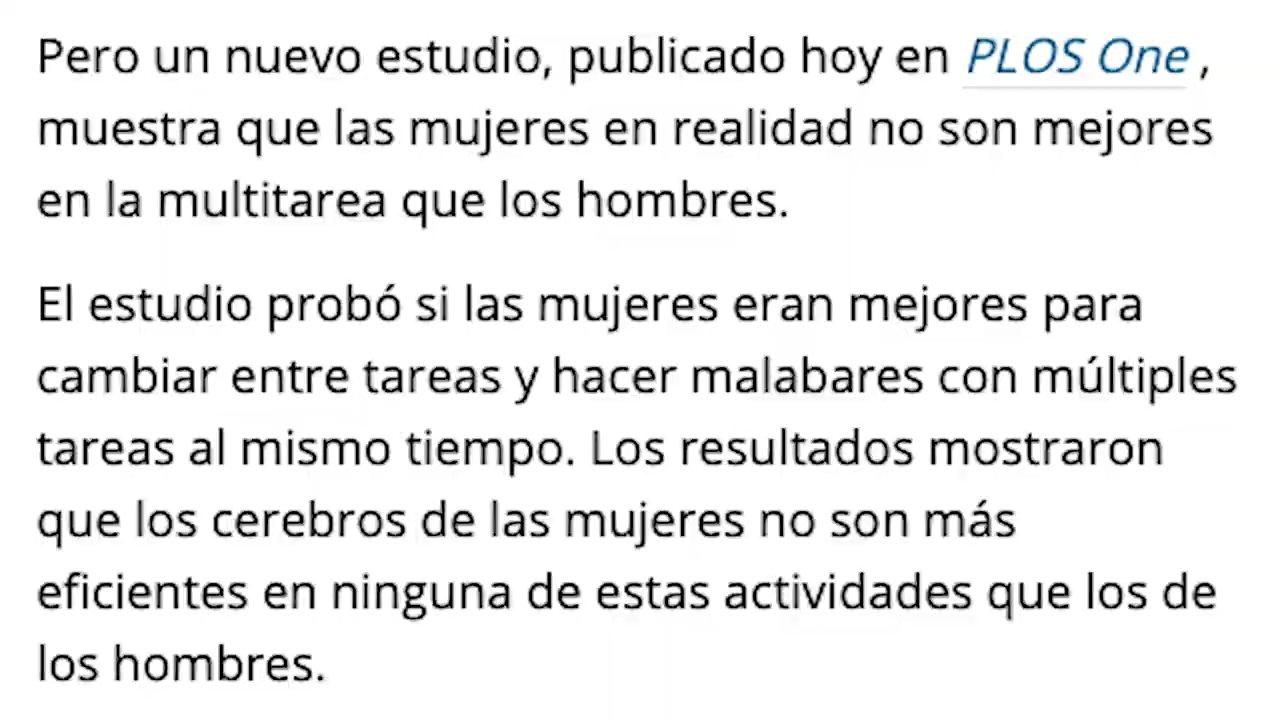 Pero un nuevo estudio, publicado hoy en PLOS One ,
muestra que las mujeres en realidad no son mejores
en la multitarea que los hombres.
El estudio probó si las mujeres eran mejores para
cambiar entre tareas y hacer malabares con múltiples
tareas al mismo tiempo. Los resultados mostraron
que los cerebros de las mujeres no son más
eficientes en ninguna de estas actividades que los de
los hombres.